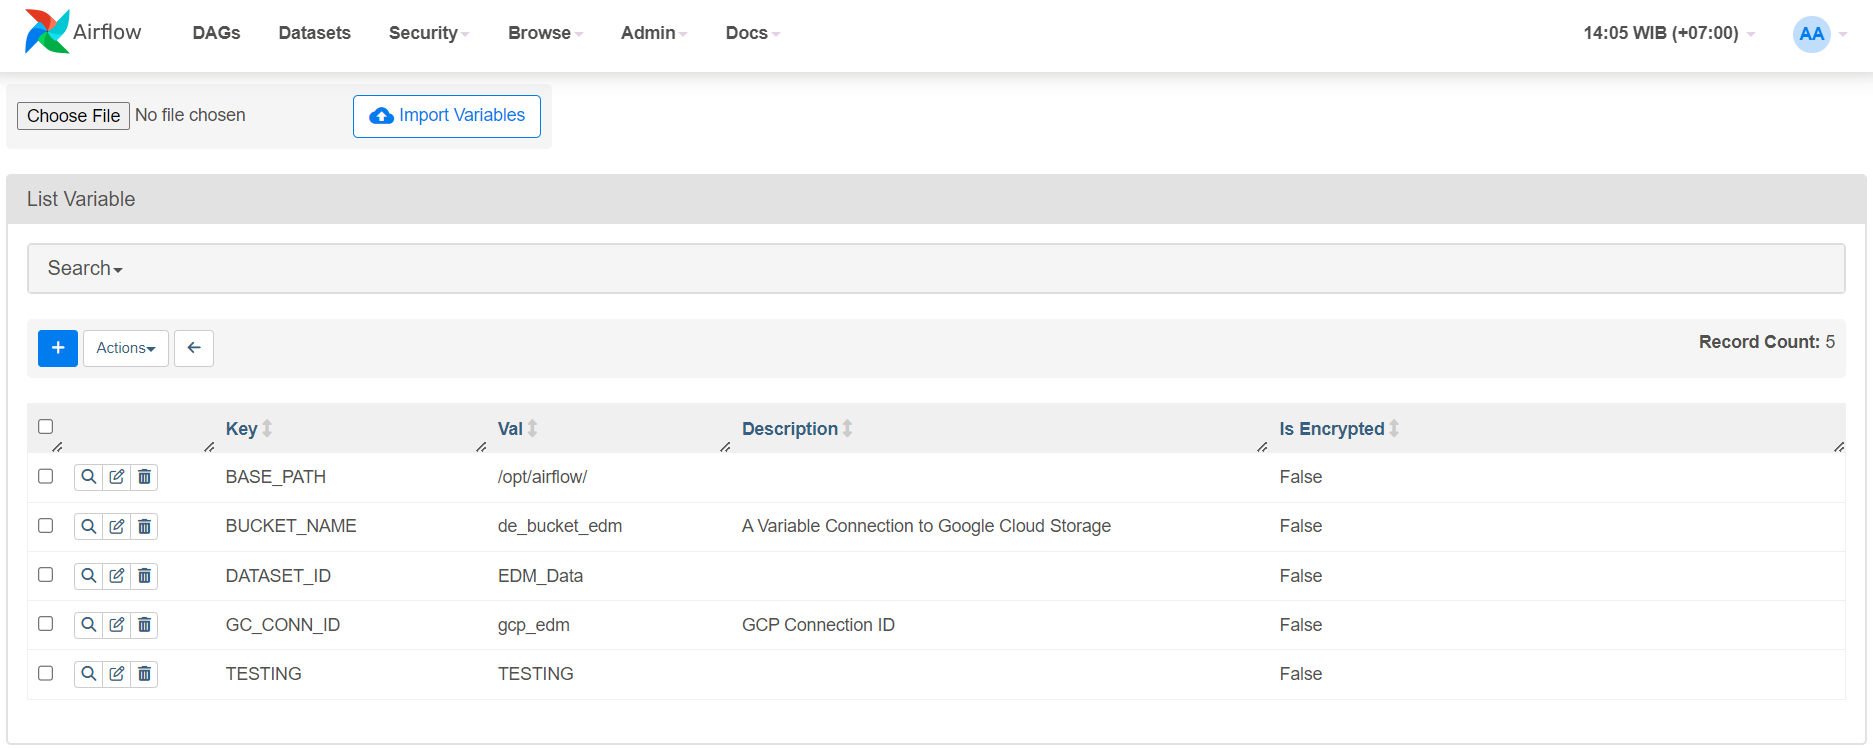 Airflow DAGs Datasets Security Browse Admin Docs 14:05 WIB (+07:00) AA
Choose File No file chosen Import Variables
List Variable
Search
+ Actions Record Count: 5
Key Val Description Is Encrypted
BASE_PATH /opt/airflow/ False
BUCKET_NAME de_bucket_edm A Variable Connection to Google Cloud Storage False
DATASET_ID EDM_Data False
GC_CONN_ID gcp_edm GCP Connection ID False
TESTING TESTING False